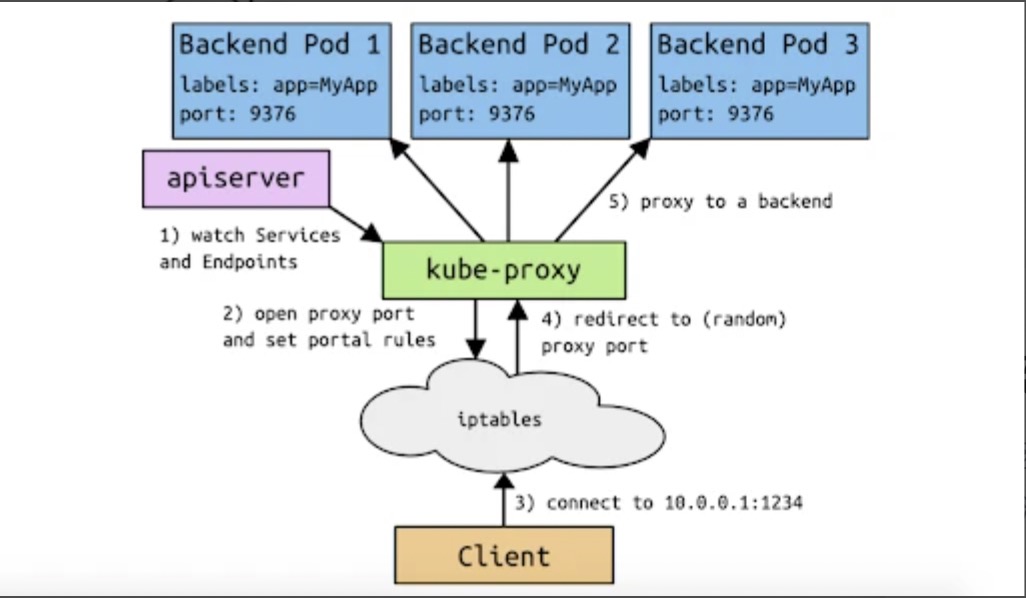 Backend Pod 1
labels: app=MyApp
port: 9376
Backend Pod 2
labels: app=MyApp
port: 9376
Backend Pod 3
labels: app=MyApp
port: 9376
apiserver
5) proxy to a backend
1) watch Services
and Endpoints
kube-proxy
2) open proxy port
and set portal rules
4) redirect to (random)
proxy port
iptables
3) connect to 10.0.0.1:1234
Client